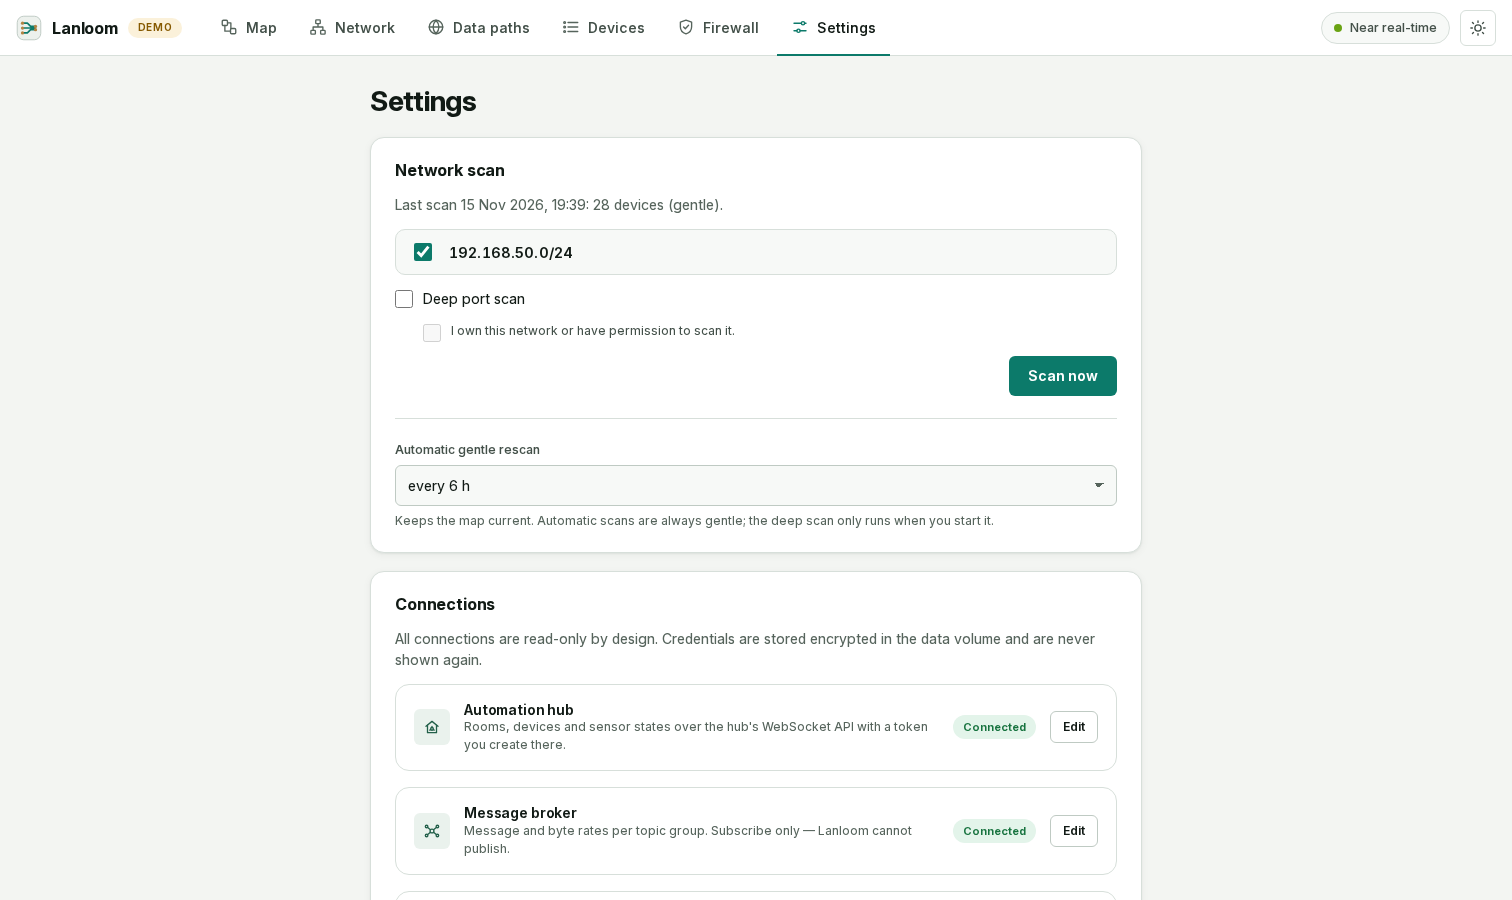 Lanloom DEMO Map Network Data paths Devices Firewall Settings Near real-time
Settings
Network scan
Last scan 15 Nov 2026, 19:39: 28 devices (gentle).
192.168.50.0/24
Deep port scan
I own this network or have permission to scan it.
Scan now
Automatic gentle rescan
every 6 h
Keeps the map current. Automatic scans are always gentle; the deep scan only runs when you start it.
Connections
All connections are read-only by design. Credentials are stored encrypted in the data volume and are never
shown again.
Automation hub
Rooms, devices and sensor states over the hub's WebSocket API with a token
you create there.
Connected Edit
Message broker
Message and byte rates per topic group. Subscribe only — Lanloom cannot
publish.
Connected Edit